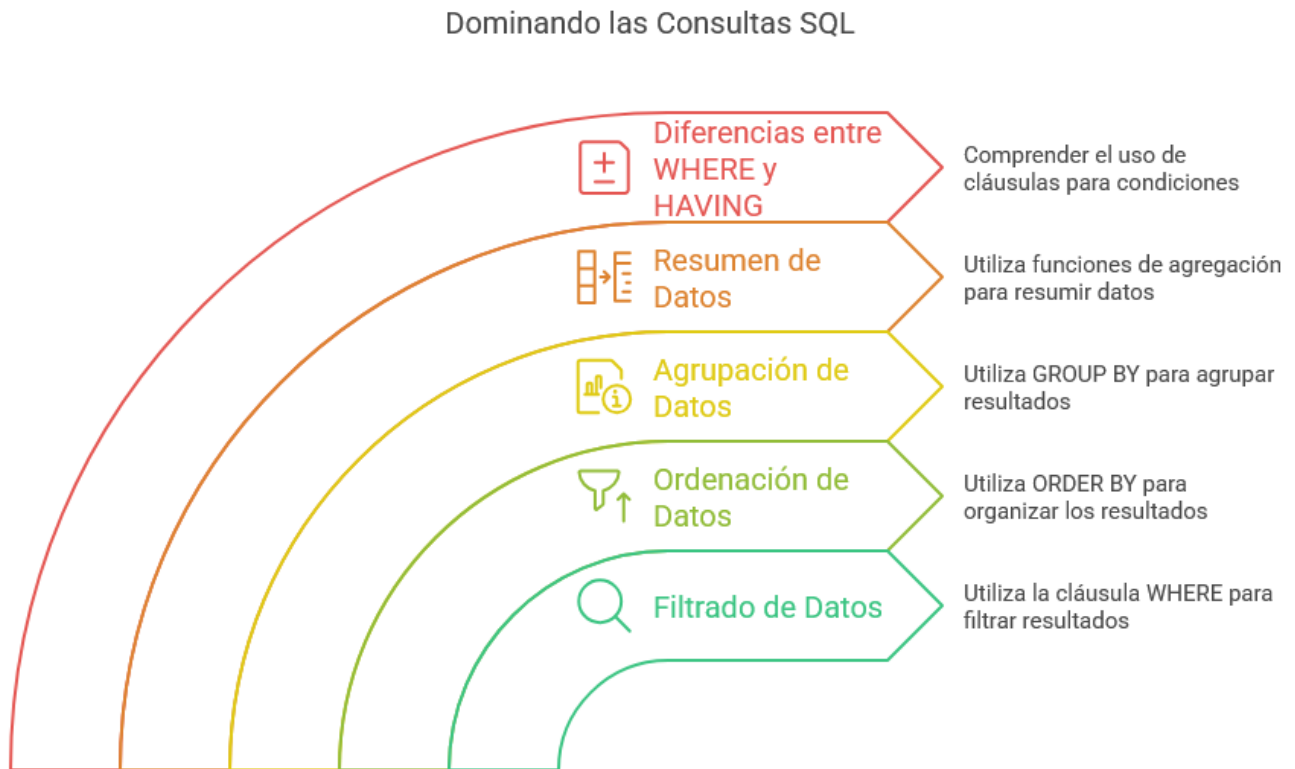 Dominando las Consultas SQL
Diferencias entre
WHERE y
HAVING
Comprender el uso de
cláusulas para condiciones
Resumen de
Datos
Utiliza funciones de agregación
para resumir datos
Agrupación de
Datos
Utiliza GROUP BY para agrupar
resultados
Ordenación de
Datos
Utiliza ORDER BY para
organizar los resultados
Filtrado de Datos
Utiliza la cláusula WHERE para
filtrar resultados